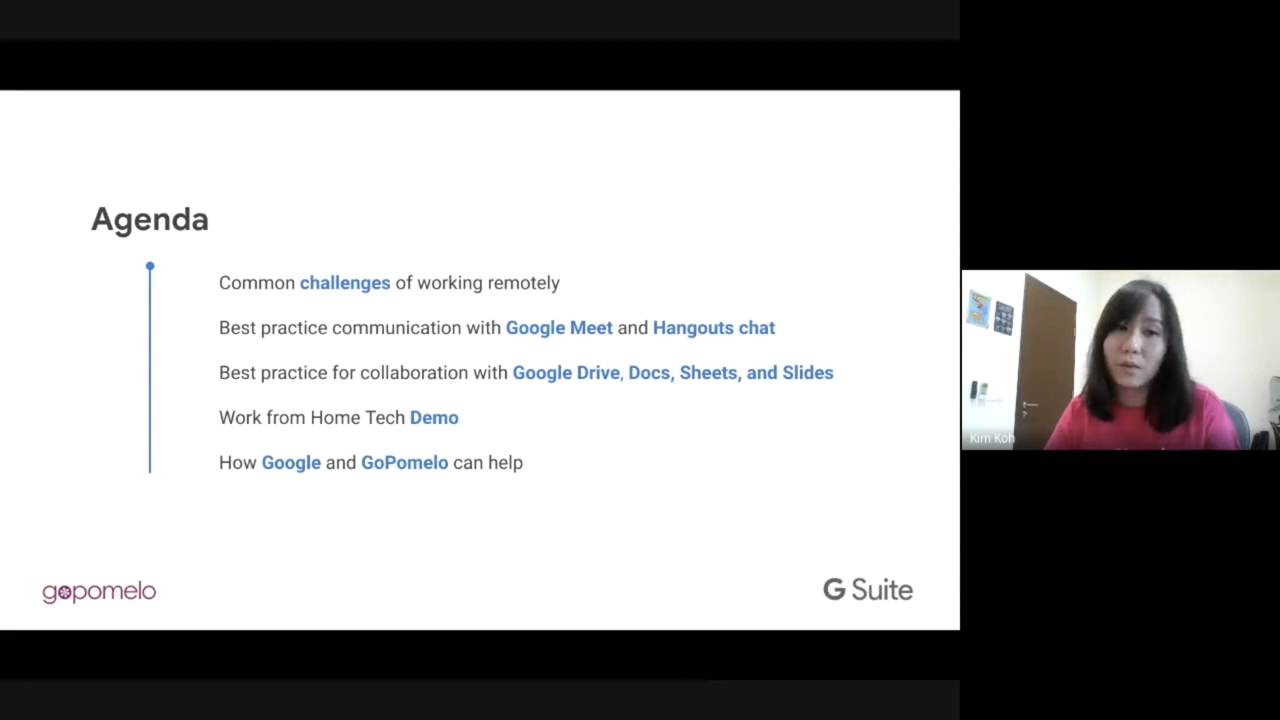 Agenda
Common challenges of working remotely
Best practice communication with Google Meet and Hangouts chat
Best practice for collaboration with Google Drive, Docs, Sheets, and Slides
Work from Home Tech Demo
How Google and GoPomelo can help
gopomelo
G Suite
Kim Koh